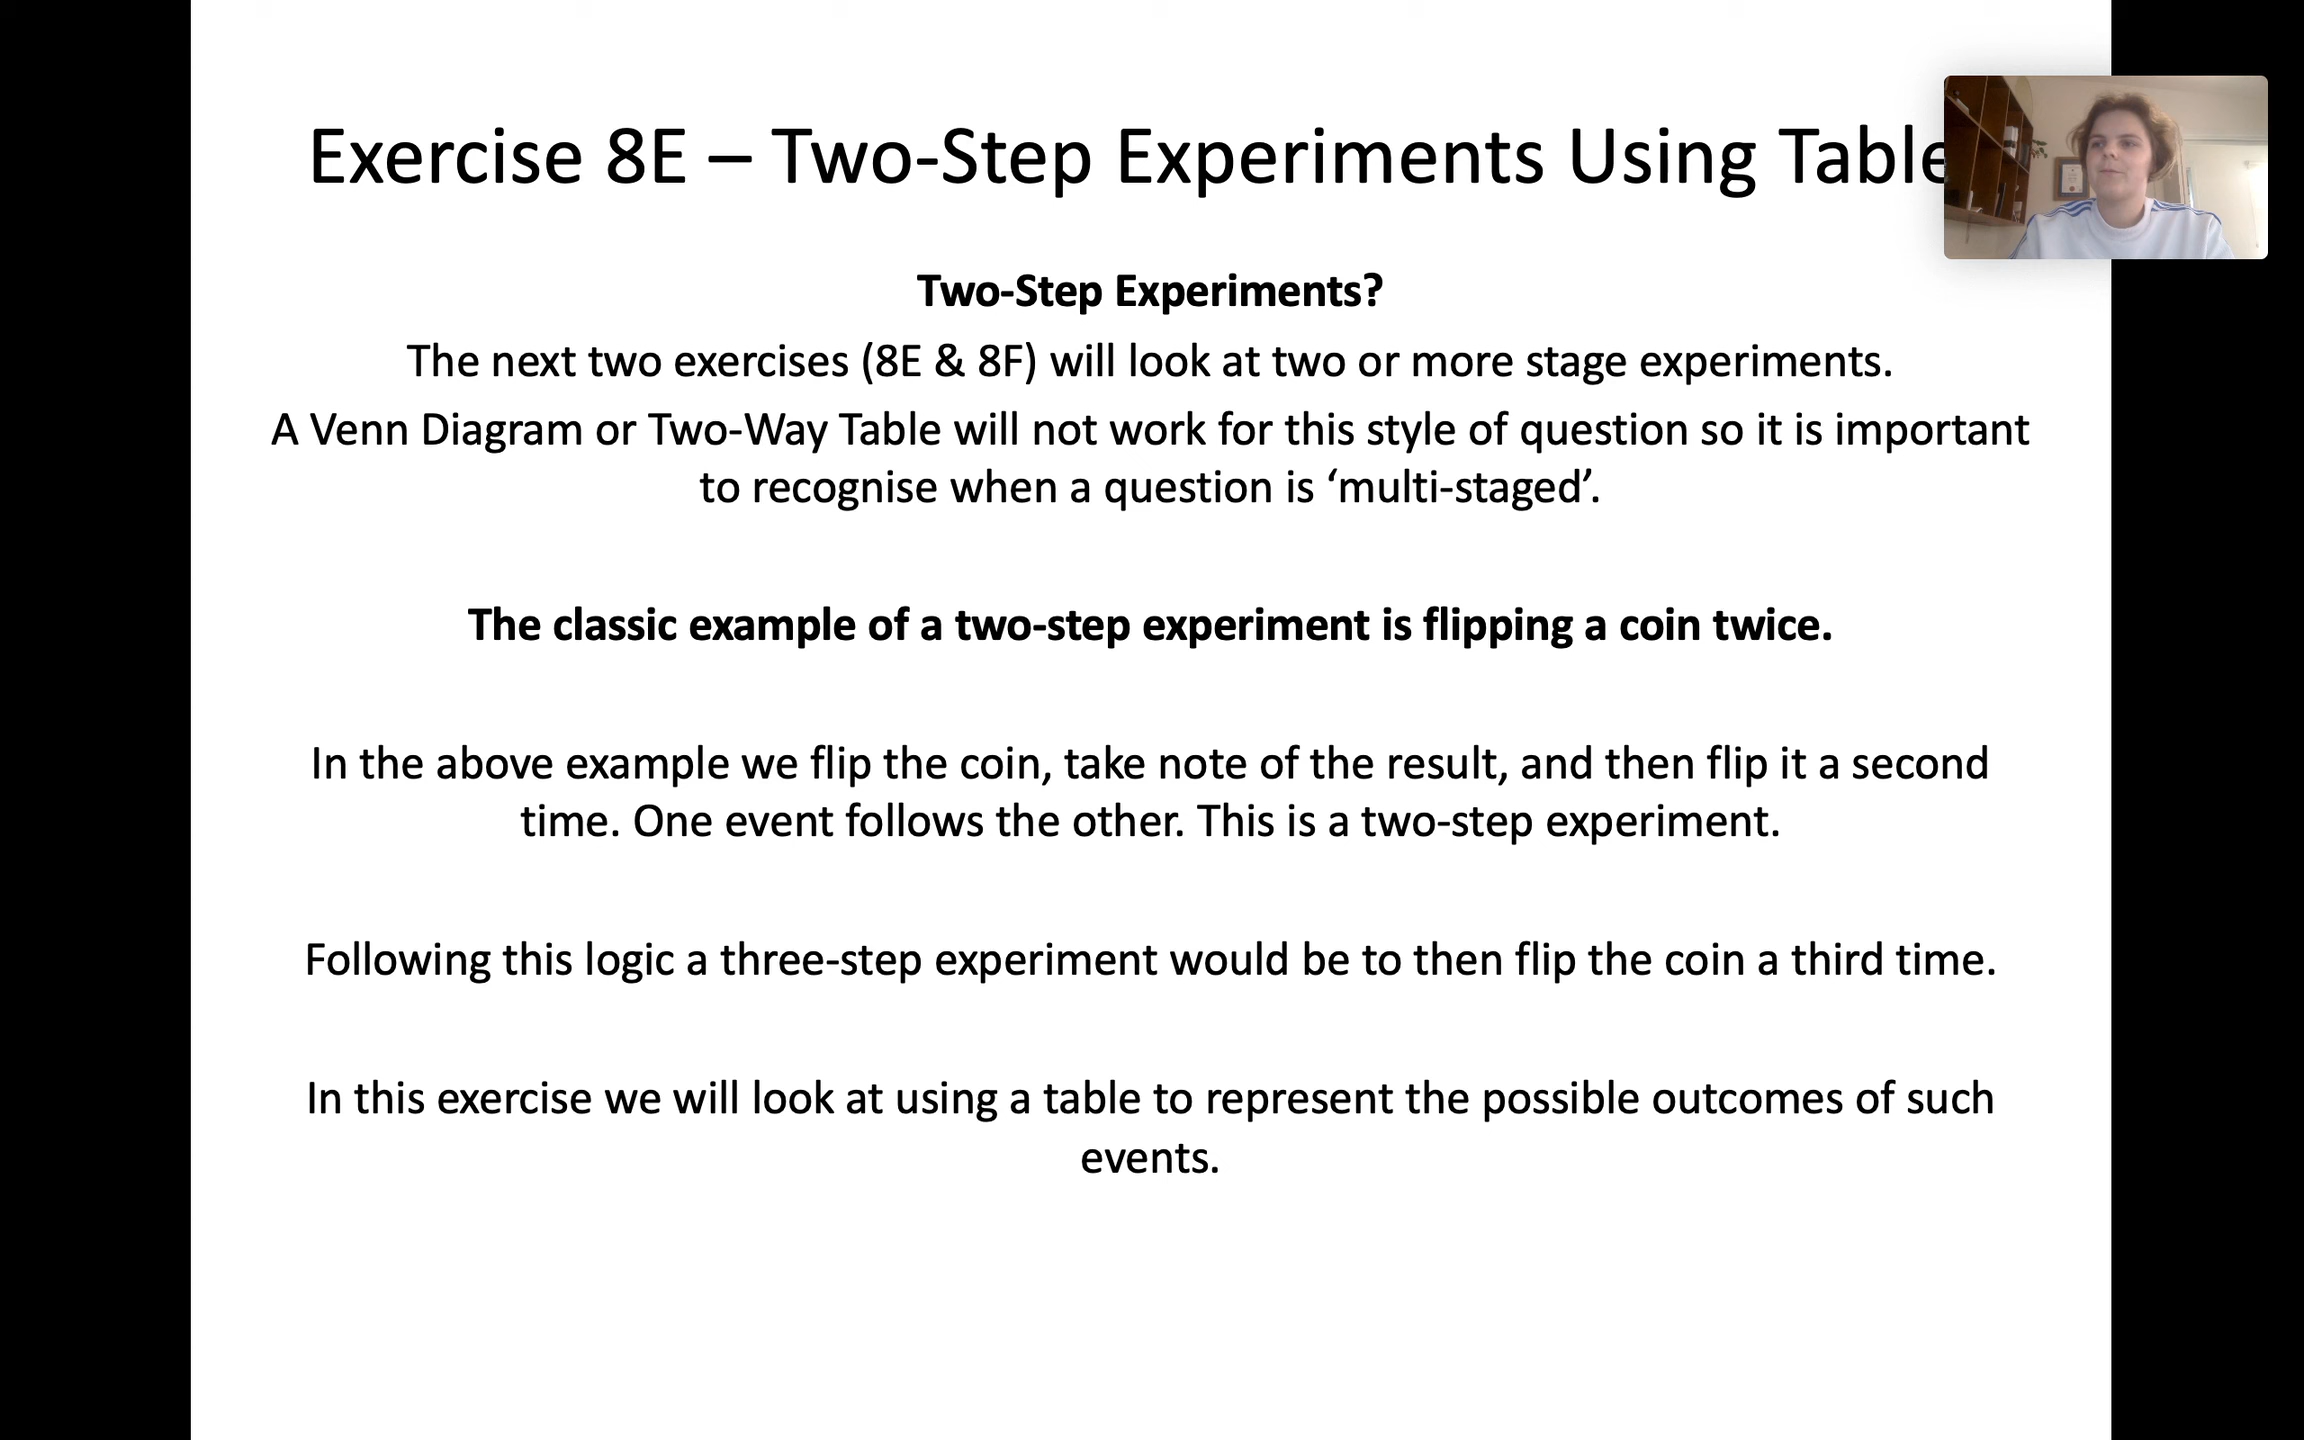 Exercise 8E – Two-Step Experiments Using Table
Two-Step Experiments?
The next two exercises (8E & 8F) will look at two or more stage experiments.
A Venn Diagram or Two-Way Table will not work for this style of question so it is important
to recognise when a question is ‘multi-staged’.
The classic example of a two-step experiment is flipping a coin twice.
In the above example we flip the coin, take note of the result, and then flip it a second
time. One event follows the other. This is a two-step experiment.
Following this logic a three-step experiment would be to then flip the coin a third time.
In this exercise we will look at using a table to represent the possible outcomes of such
events.